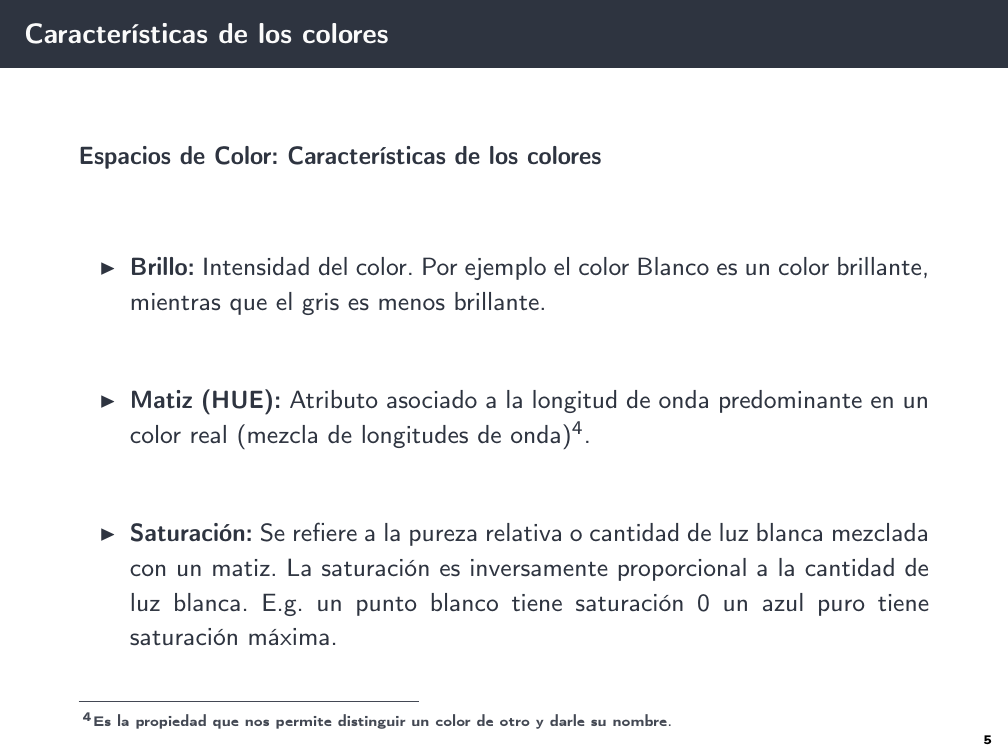 Características de los colores
Espacios de Color: Características de los colores
▶ Brillo: Intensidad del color. Por ejemplo el color Blanco es un color brillante,
mientras que el gris es menos brillante.
▶ Matiz (HUE): Atributo asociado a la longitud de onda predominante en un
color real (mezcla de longitudes de onda)⁴.
▶ Saturación: Se refiere a la pureza relativa o cantidad de luz blanca mezclada
con un matiz. La saturación es inversamente proporcional a la cantidad de
luz blanca. E.g. un punto blanco tiene saturación 0 un azul puro tiene
saturación máxima.
⁴Es la propiedad que nos permite distinguir un color de otro y darle su nombre.
5